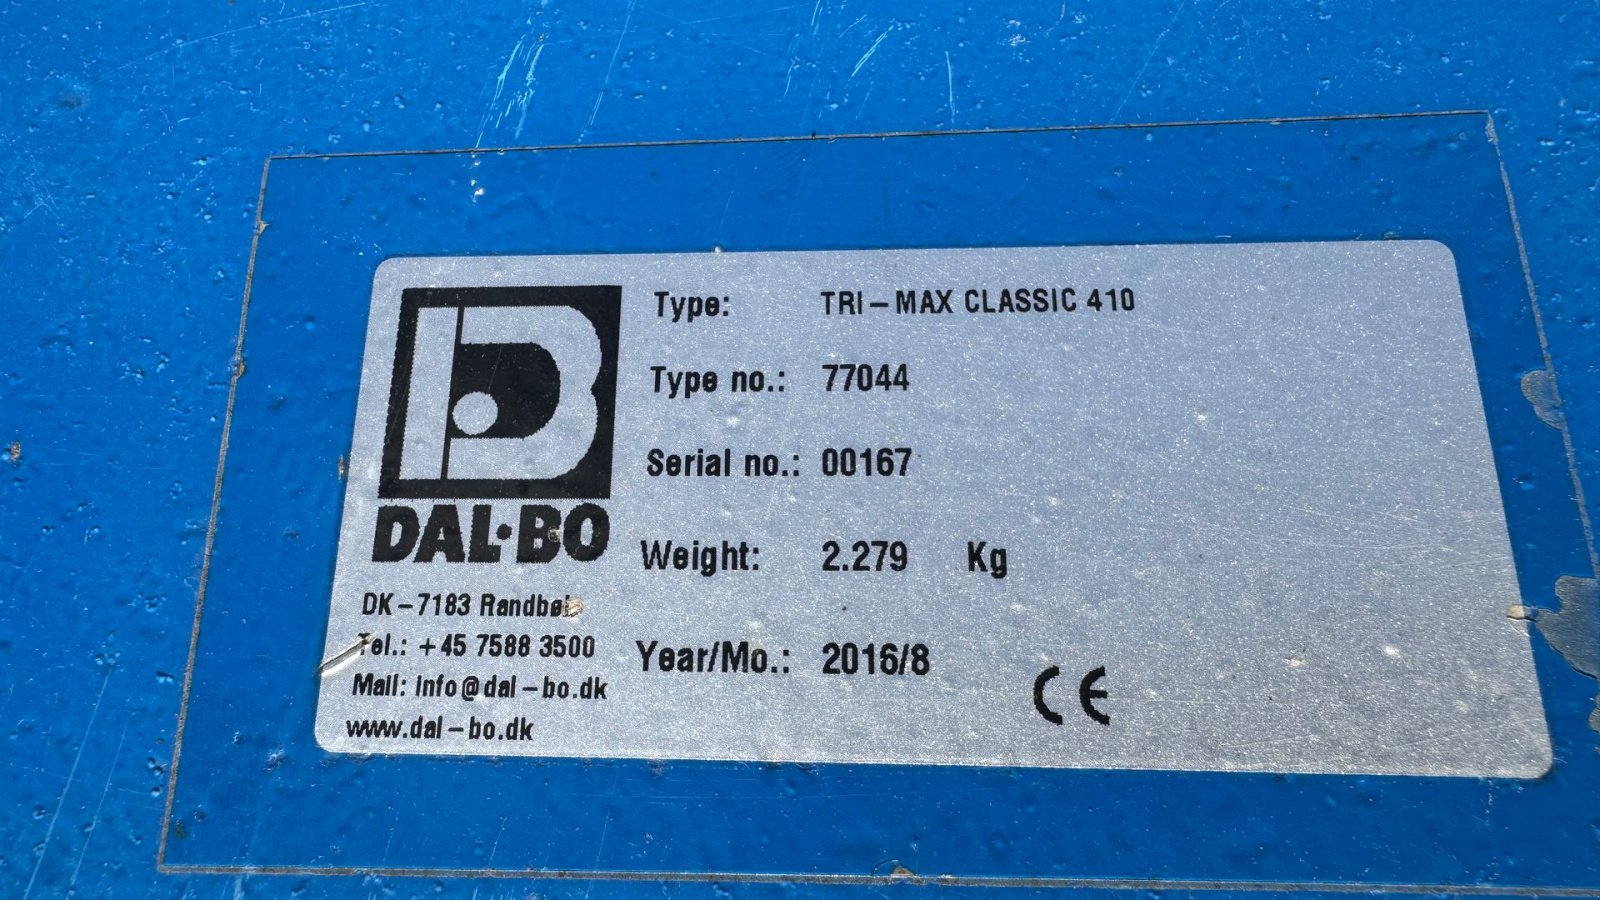 Type: TRI-MAX CLASSIC 410
Type no.: 77044
Serial no.: 00167
Weight: 2.279 Kg
Year/Mo.: 2016/8
CE
DAL·BO
DK-7183
Tel.: +45 7588 3500
Mail: info@dal-bo.dk
www.dal-bo.dk